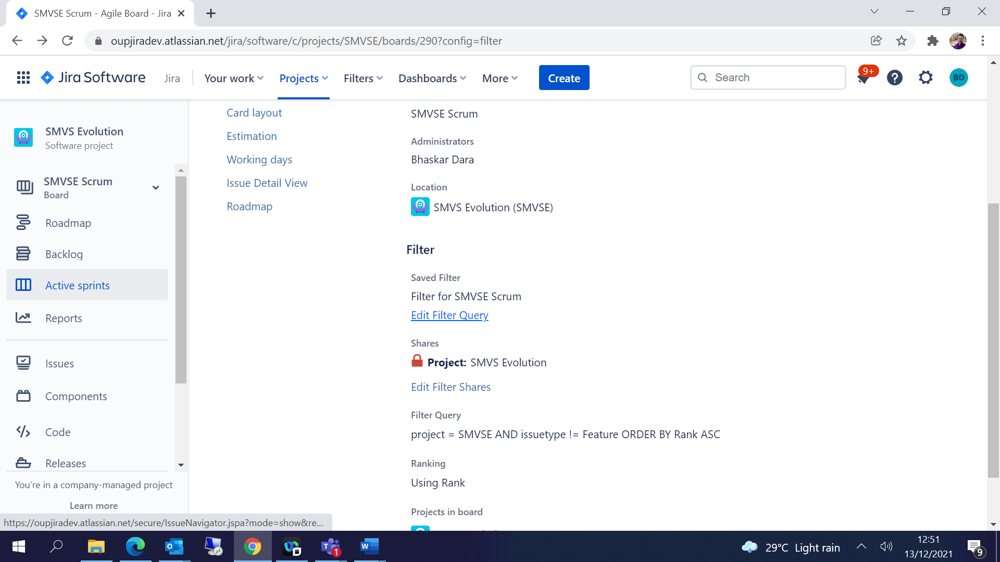 SMVSE Scrum - Agile Board - Jira
oupjiradev.atlassian.net/jira/software/c/projects/SMVSE/boards/290?config=filter
Jira Software
Jira
Your work
Projects
Filters
Dashboards
More
Create
Search
9+
BD
SMVS Evolution
Software project
SMVSE Scrum
Board
Roadmap
Backlog
Active sprints
Reports
Issues
Components
Code
Releases
You're in a company-managed project
Learn more
Card layout
Estimation
Working days
Issue Detail View
Roadmap
SMVSE Scrum
Administrators
Bhaskar Dara
Location
SMVS Evolution (SMVSE)
Filter
Saved Filter
Filter for SMVSE Scrum
Edit Filter Query
Shares
Project: SMVS Evolution
Edit Filter Shares
Filter Query
project = SMVSE AND issuetype != Feature ORDER BY Rank ASC
Ranking
Using Rank
Projects in board
https://oupjiradev.atlassian.net/secure/IssueNavigator.jspa?mode=show&re...
1
29°C Light rain
12:51
13/12/2021
9